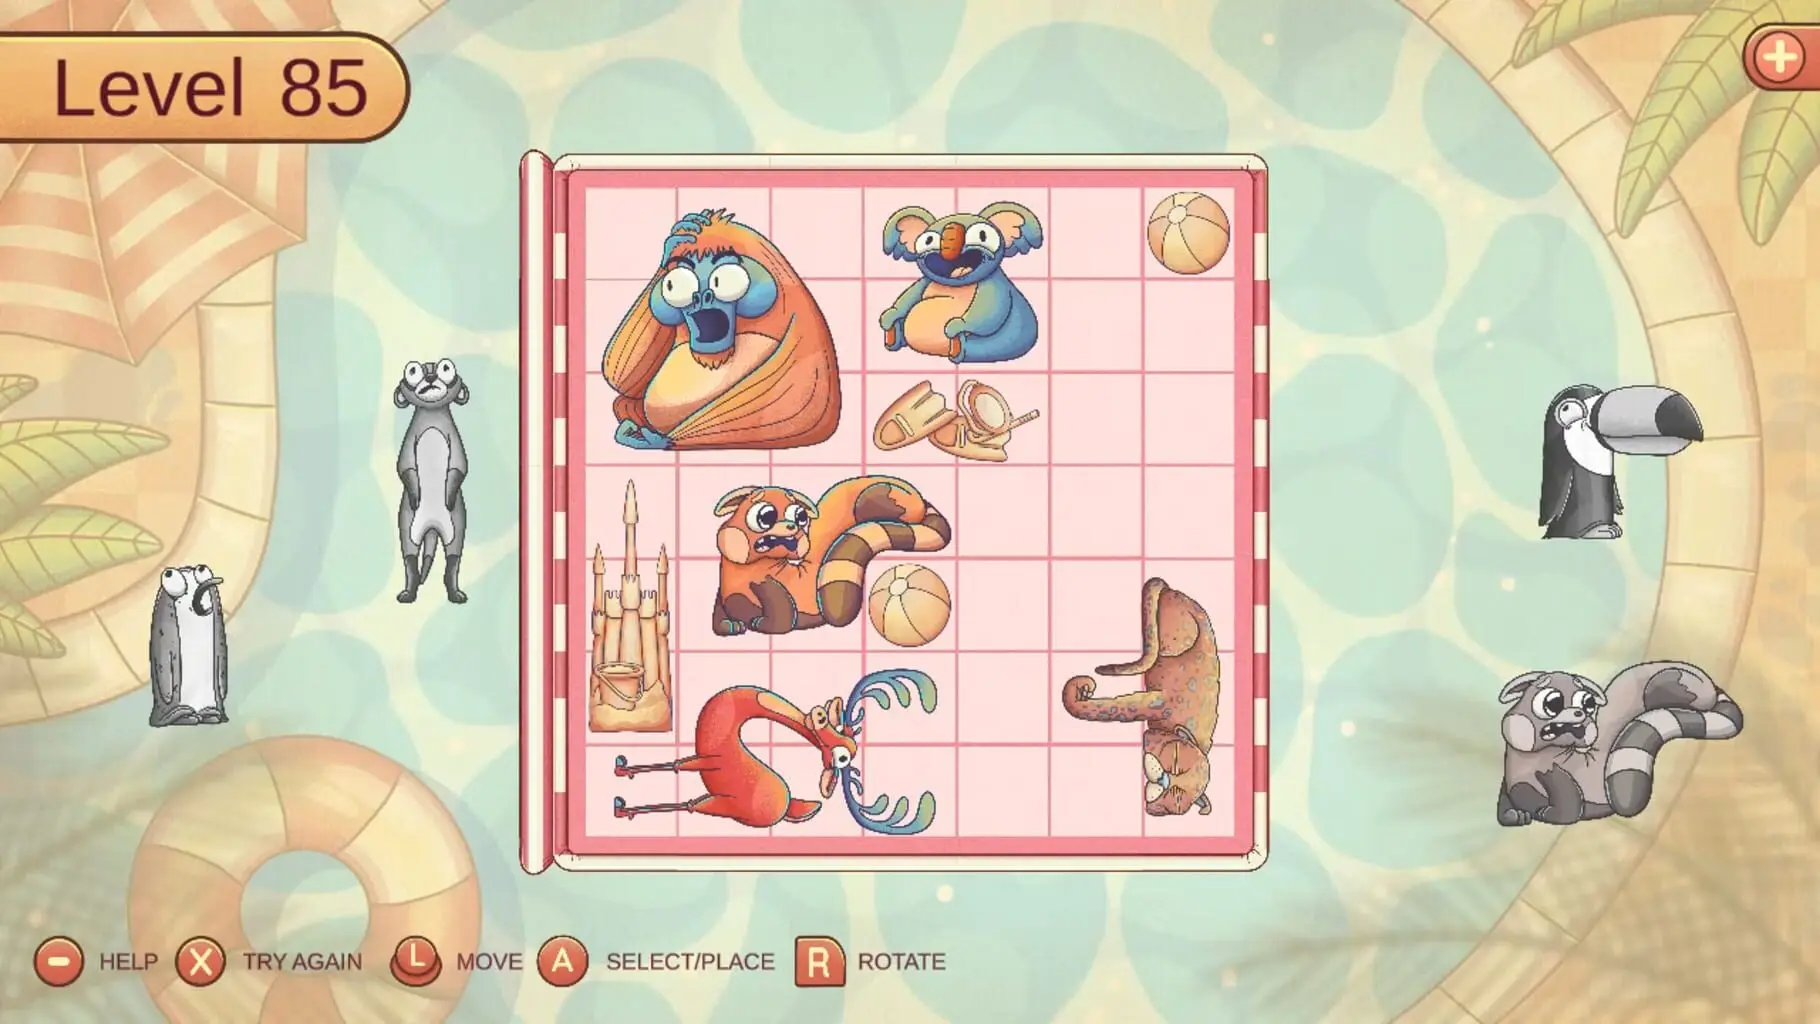 Level 85
HELP
X
TRY AGAIN
L
MOVE
A
SELECT/PLACE
R
ROTATE